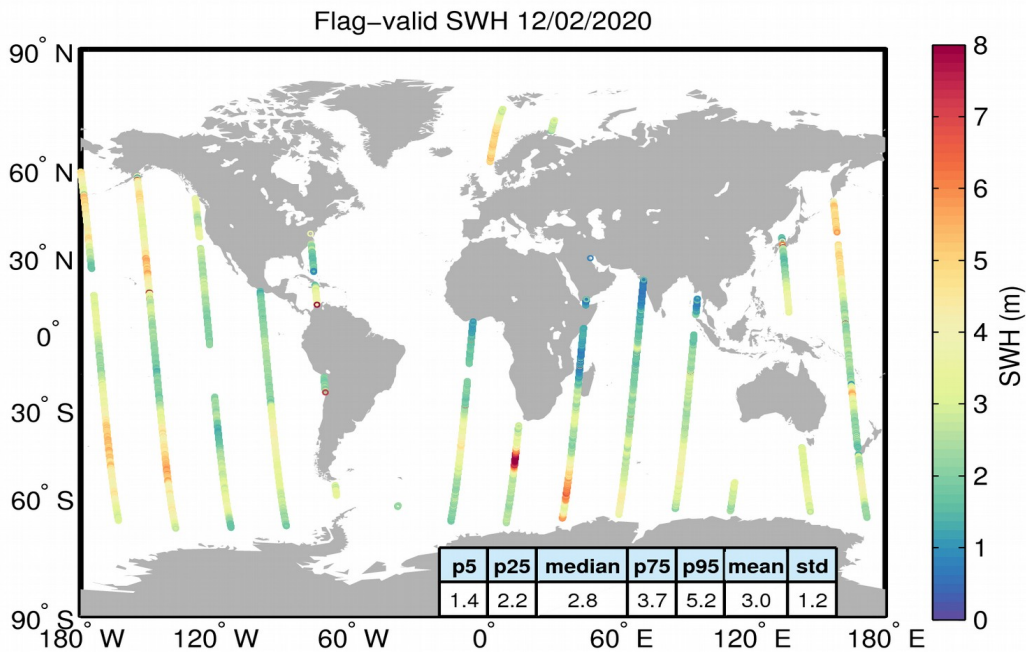 Flag−valid SWH 12/02/2020
90° N
60° N
30° N
0°
30° S
60° S
90° S
180° W
120° W
60° W
0°
60° E
120° E
180° E
p5 p25 median p75 p95 mean std
1.4 2.2 2.8 3.7 5.2 3.0 1.2
8
7
6
5
4
3
2
1
0
SWH (m)